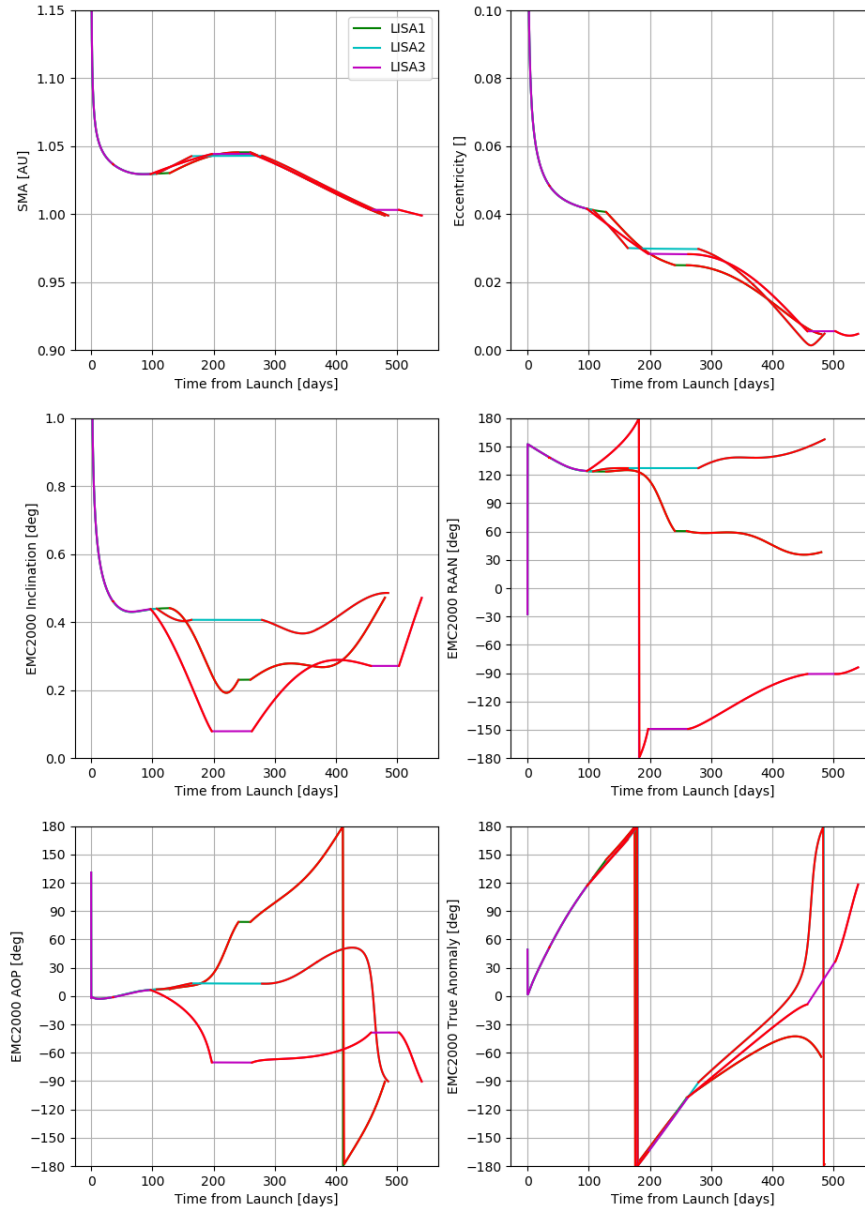 1.15
1.10
1.05
1.00
0.95
0.90
SMA [AU]
0 100 200 300 400 500
Time from Launch [days]
LISA1
LISA2
LISA3
0.10
0.08
0.06
0.04
0.02
0.00
Eccentricity []
0 100 200 300 400 500
Time from Launch [days]
1.0
0.8
0.6
0.4
0.2
0.0
EMC2000 Inclination [deg]
0 100 200 300 400 500
Time from Launch [days]
180
150
120
90
60
30
0
−30
−60
−90
−120
−150
−180
EMC2000 RAAN [deg]
0 100 200 300 400 500
Time from Launch [days]
180
150
120
90
60
30
0
−30
−60
−90
−120
−150
−180
EMC2000 AOP [deg]
0 100 200 300 400 500
Time from Launch [days]
180
150
120
90
60
30
0
−30
−60
−90
−120
−150
−180
EMC2000 True Anomaly [deg]
0 100 200 300 400 500
Time from Launch [days]